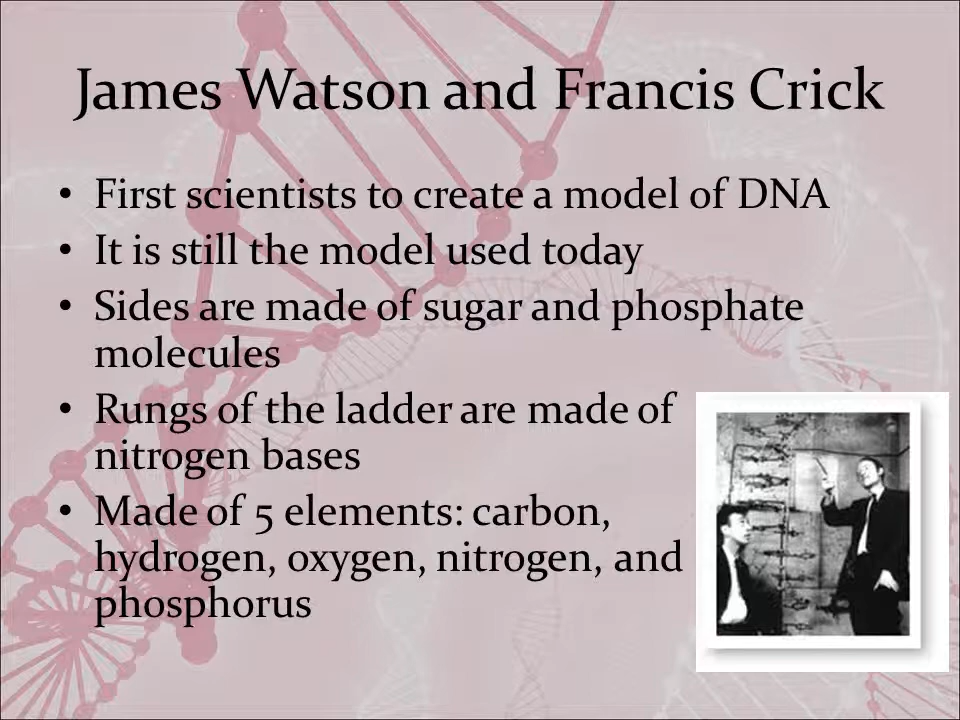 James Watson and Francis Crick
• First scientists to create a model of DNA
• It is still the model used today
• Sides are made of sugar and phosphate
molecules
• Rungs of the ladder are made of
nitrogen bases
• Made of 5 elements: carbon,
hydrogen, oxygen, nitrogen, and
phosphorus